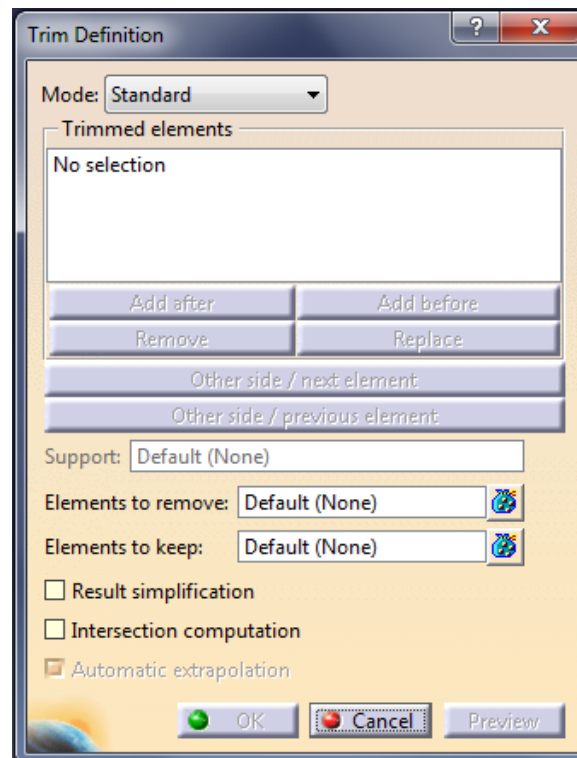 Trim Definition
?
Mode: Standard
Trimmed elements
No selection
Add after Add before
Remove Replace
Other side / next element
Other side / previous element
Support: Default (None)
Elements to remove: Default (None)
Elements to keep: Default (None)
Result simplification
Intersection computation
Automatic extrapolation
OK Cancel Preview